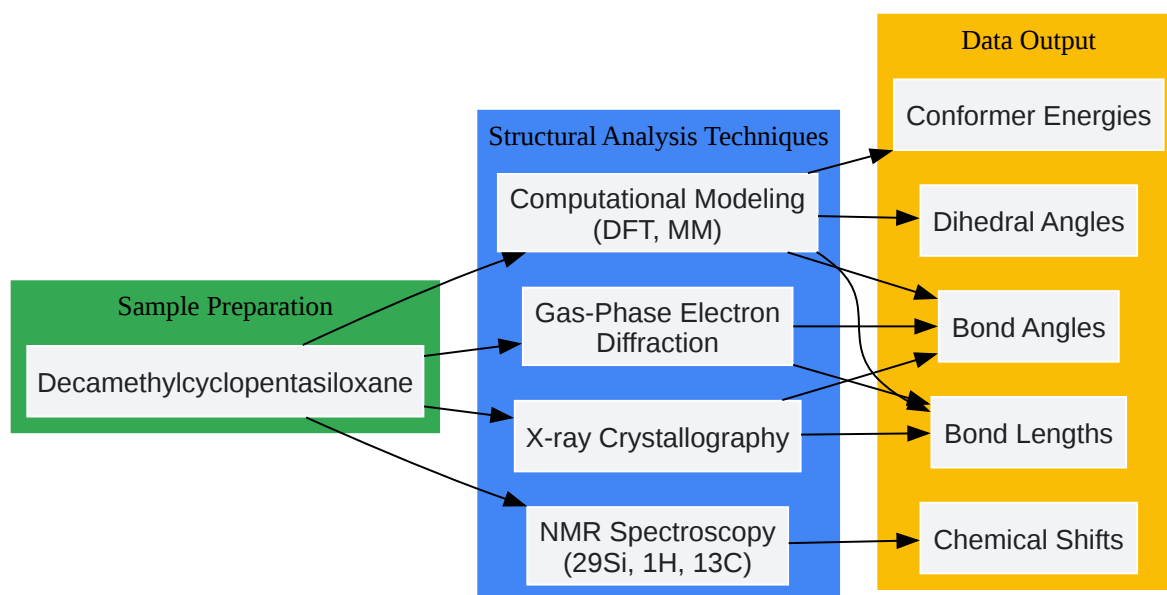 Sample Preparation
Decamethylcyclopentasiloxane
Structural Analysis Techniques
Computational Modeling
(DFT, MM)
Gas-Phase Electron
Diffraction
X-ray Crystallography
NMR Spectroscopy
(29Si, 1H, 13C)
Data Output
Conformer Energies
Dihedral Angles
Bond Angles
Bond Lengths
Chemical Shifts